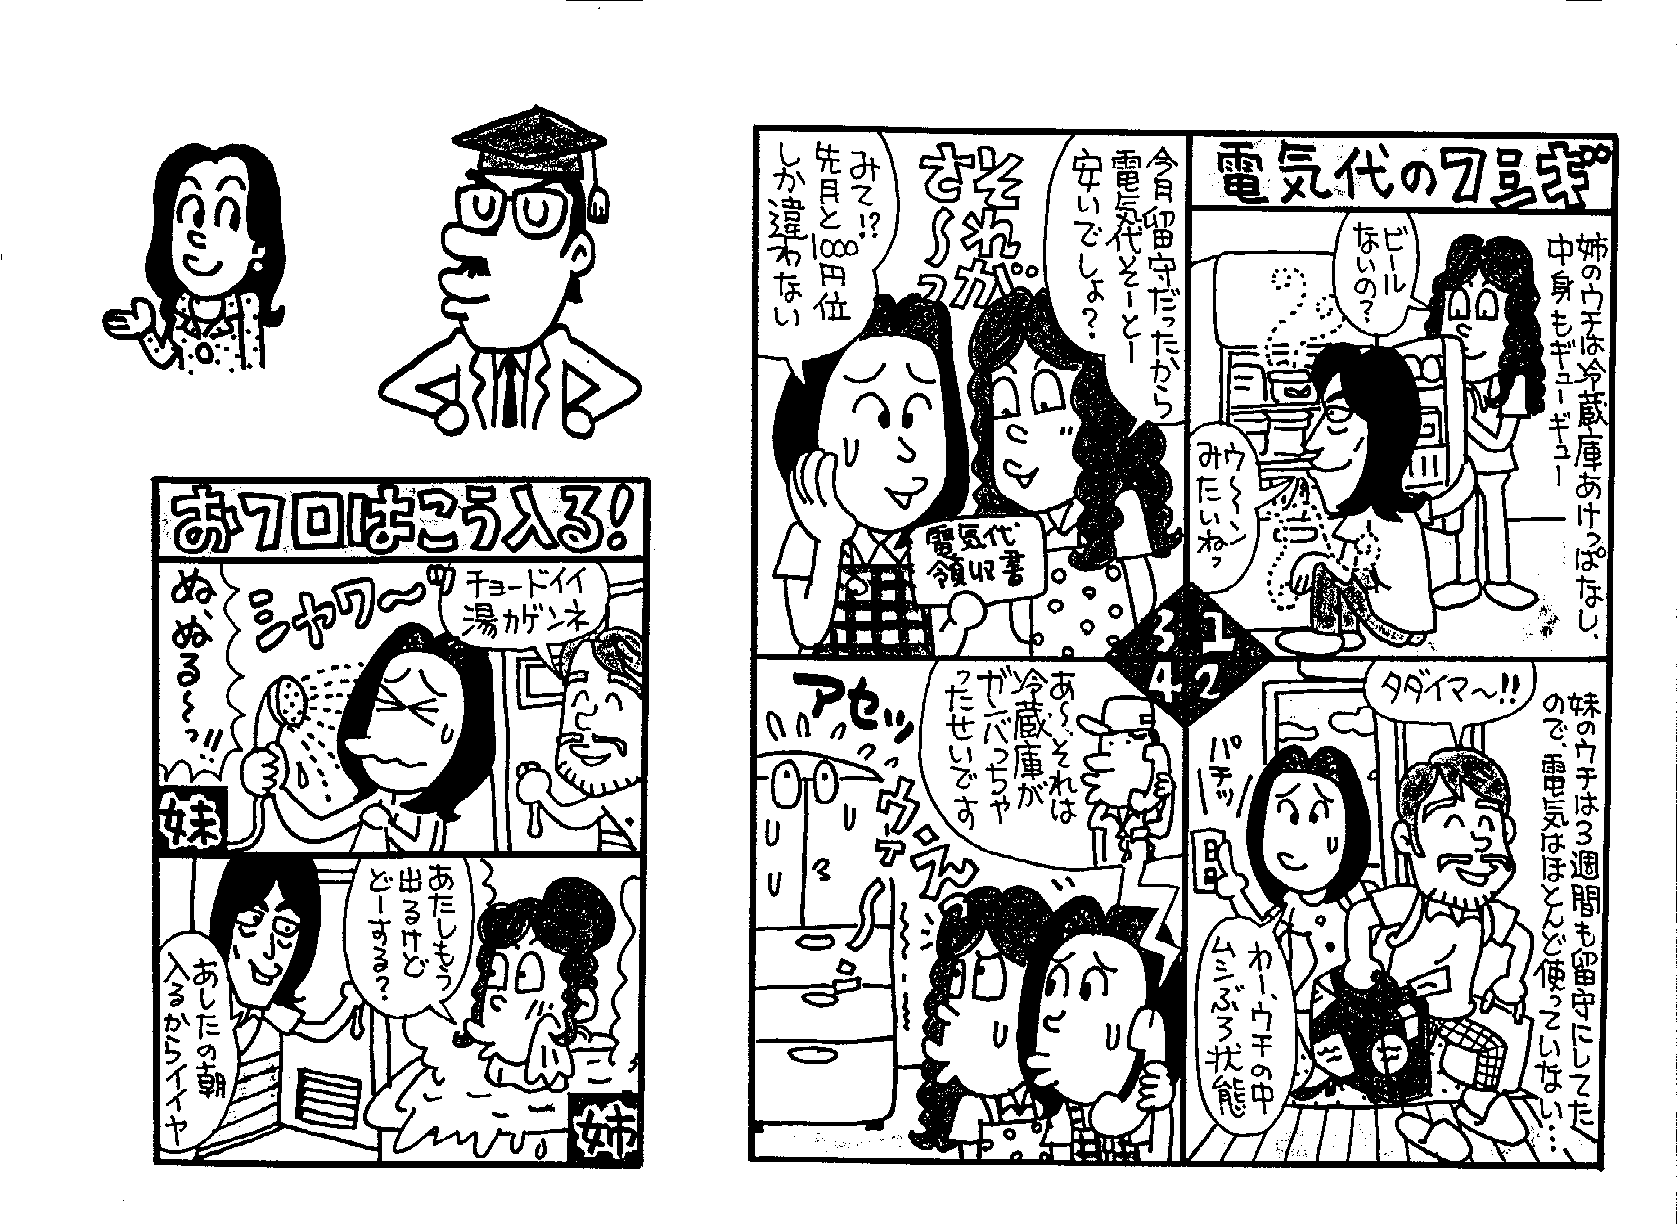 電気代のフシギ
姉のウチは冷蔵庫あけっぱなし、
中身もギューギュー
ビール
ないの?
ウ〜〜ン
みたいねっ
妹のウチは3週間も留守にしてた
ので、電気はほとんど使っていない…
タダイマ〜!!
パチッ
わー、ウチの中
ムシぶろ状態
今月留守だったから
電気代そーとー
安いでしょ?
それが
さ〜っ
みて!?
先月と1000円位
しか違わない
電気代
領収書
3 1
4 2
あ〜、それは
冷蔵庫が
ガンバっちゃ
ったせいです
アセッ
おフロはこう入る!
チョードイイ
湯カゲンネ
シャワ〜ッ
ぬ、ぬる〜っ!!
妹
あたしもう
出るけど
どーする?
あしたの朝
入るからイイヤ
姉